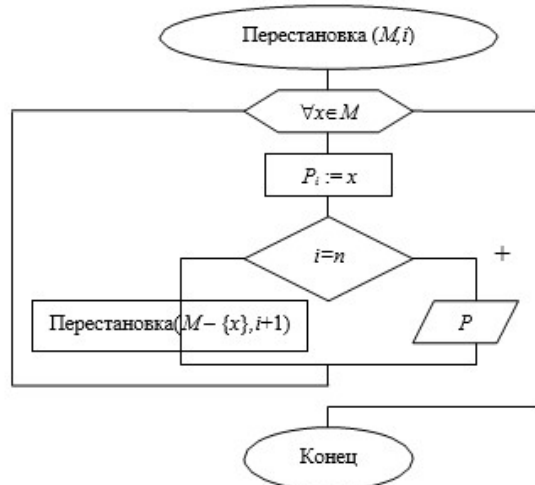 Перестановка (M,i)
∀x∈M
Pᵢ := x
i=n
+
Перестановка(M – {x},i+1)
P
Конец